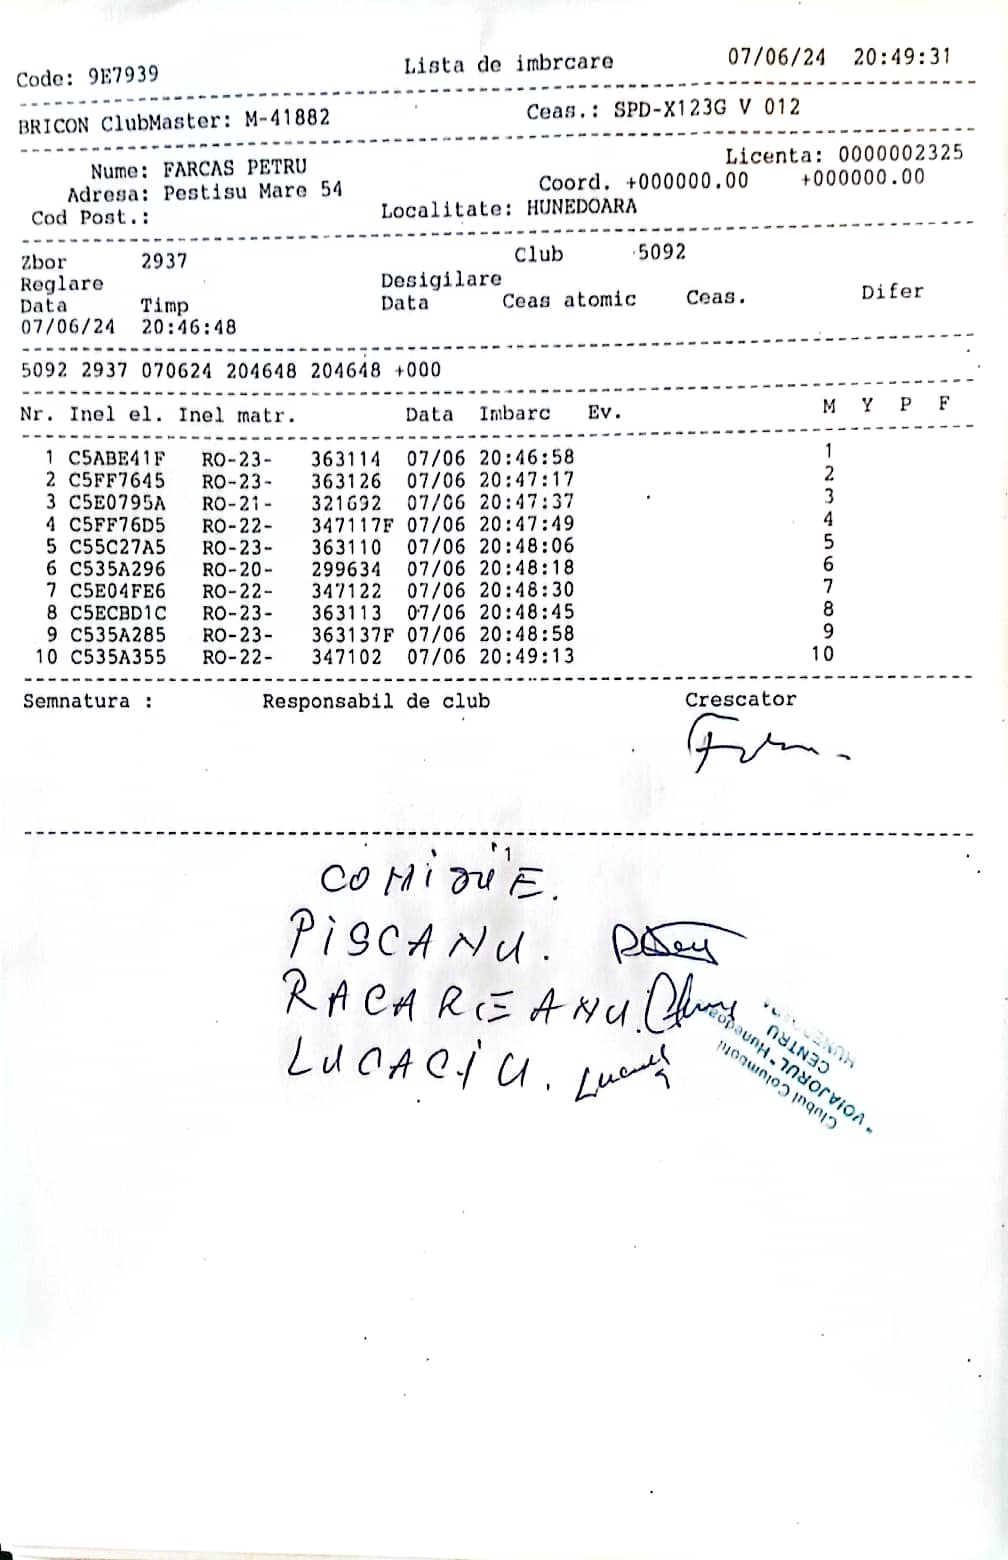 Code: 9E7939 Lista de imbrcare 07/06/24 20:49:31
BRICON ClubMaster: M-41882 Ceas.: SPD-X123G V 012
Nume: FARCAS PETRU Licenta: 0000002325
Adresa: Pestisu Mare 54 Coord. +000000.00 +000000.00
Cod Post.: Localitate: HUNEDOARA
Zbor 2937 Club 5092
Reglare Desigilare
Data Timp Data Ceas atomic Ceas. Difer
07/06/24 20:46:48
5092 2937 070624 204648 204648 +000
Nr. Inel el. Inel matr. Data Imbarc Ev. M Y P F
1 C5ABE41F RO-23- 363114 07/06 20:46:58 1
2 C5FF7645 RO-23- 363126 07/06 20:47:17 2
3 C5E0795A RO-21- 321692 07/06 20:47:37 3
4 C5FF76D5 RO-22- 347117F 07/06 20:47:49 4
5 C55C27A5 RO-23- 363110 07/06 20:48:06 5
6 C535A296 RO-20- 299634 07/06 20:48:18 6
7 C5E04FE6 RO-22- 347122 07/06 20:48:30 7
8 C5ECBD1C RO-23- 363113 07/06 20:48:45 8
9 C535A285 RO-23- 363137F 07/06 20:48:58 9
10 C535A355 RO-22- 347102 07/06 20:49:13 10
Semnatura : Responsabil de club Crescator
PISCANU.
RACAREANU.
LUCACIU.
Clubul Columbofil
"VOIAJORUL - Hunedoara
CENTRU
HUNEDOARA